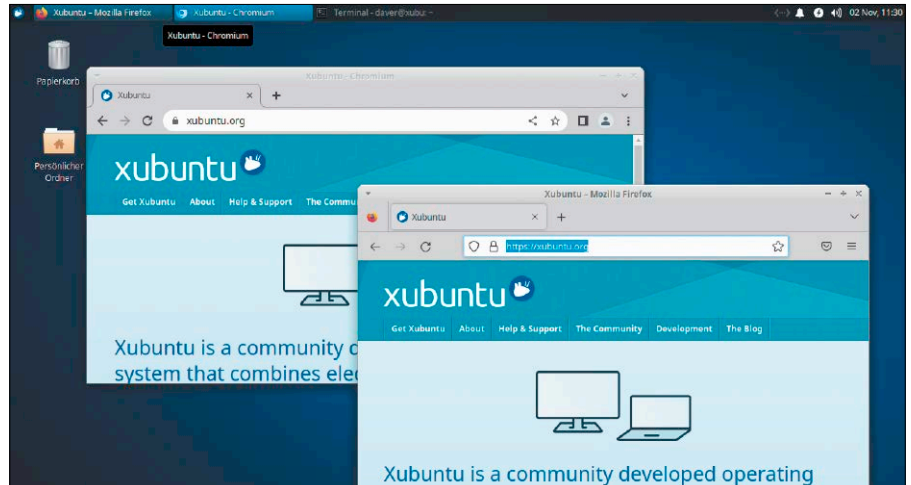 Xubuntu - Mozilla Firefox Xubuntu - Chromium Terminal - daver@xubu: ~ 02 Nov, 11:30
Xubuntu - Chromium
Papierkorb
Persönlicher
Ordner
Xubuntu - Chromium
Xubuntu
xubuntu.org
xubuntu
Get Xubuntu About Help & Support The Commu
Xubuntu is a community d
system that combines ele
Xubuntu - Mozilla Firefox
Xubuntu
https://xubuntu.org
xubuntu
Get Xubuntu About Help & Support The Community Development The Blog
Xubuntu is a community developed operating